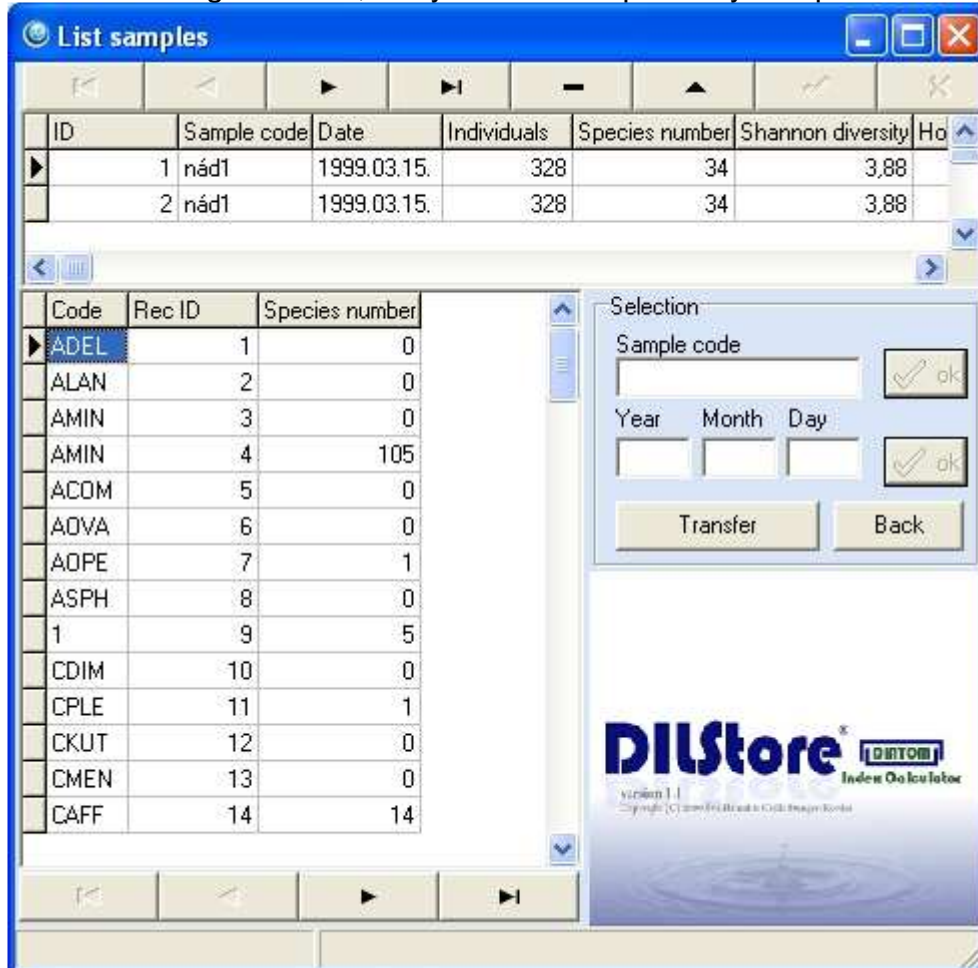 List samples
ID Sample code Date Individuals Species number Shannon diversity Ho
1 nád1 1999.03.15. 328 34 3,88
2 nád1 1999.03.15. 328 34 3,88
Code Rec ID Species number
ADEL 1 0
ALAN 2 0
AMIN 3 0
AMIN 4 105
ACOM 5 0
AOVA 6 0
AOPE 7 1
ASPH 8 0
1 9 5
CDIM 10 0
CPLE 11 1
CKUT 12 0
CMEN 13 0
CAFF 14 14
Selection
Sample code
ok
Year Month Day
ok
Transfer Back
DILStore® DIATOM
Index Calculator
version 1.1
Copyright (C)